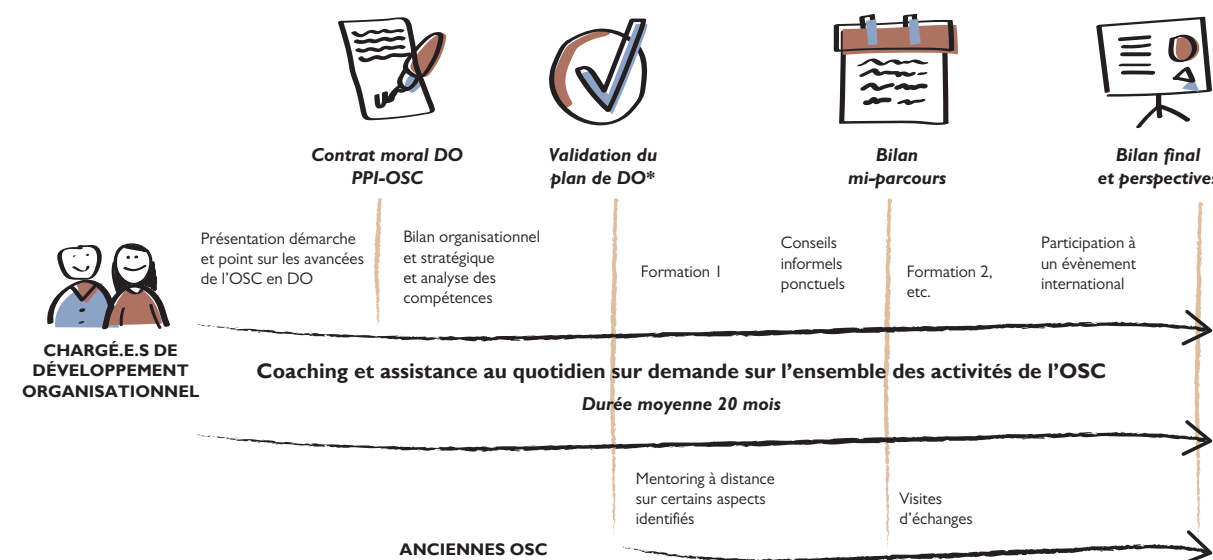 Contrat moral DO
PPI-OSC
Validation du
plan de DO*
Bilan
mi-parcours
Bilan final
et perspectives
Présentation démarche
et point sur les avancées
de l’OSC en DO
Bilan organisationnel
et stratégique
et analyse des
compétences
Formation 1
Conseils
informels
ponctuels
Formation 2,
etc.
Participation à
un évènement
international
CHARGÉ.E.S DE
DÉVELOPPEMENT
ORGANISATIONNEL
Coaching et assistance au quotidien sur demande sur l’ensemble des activités de l’OSC
Durée moyenne 20 mois
Mentoring à distance
sur certains aspects
identifiés
Visites
d’échanges
ANCIENNES OSC